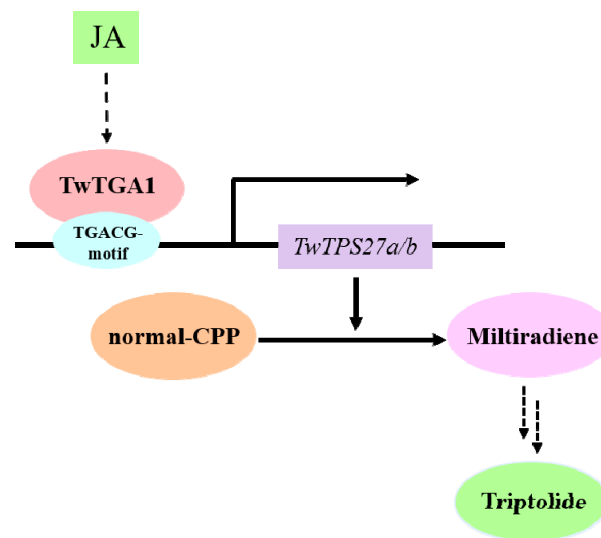 JA
TwTGA1
TGACG-
motif
TwTPS27a/b
normal-CPP
Miltiradiene
Triptolide